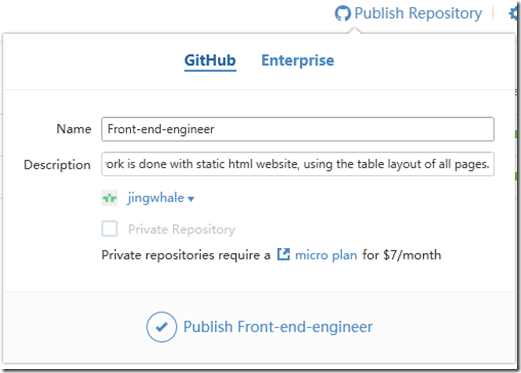 Publish Repository
GitHub Enterprise
Name Front-end-engineer
Description work is done with static html website, using the table layout of all pages.
jingwhale
Private Repository
Private repositories require a micro plan for $7/month
Publish Front-end-engineer